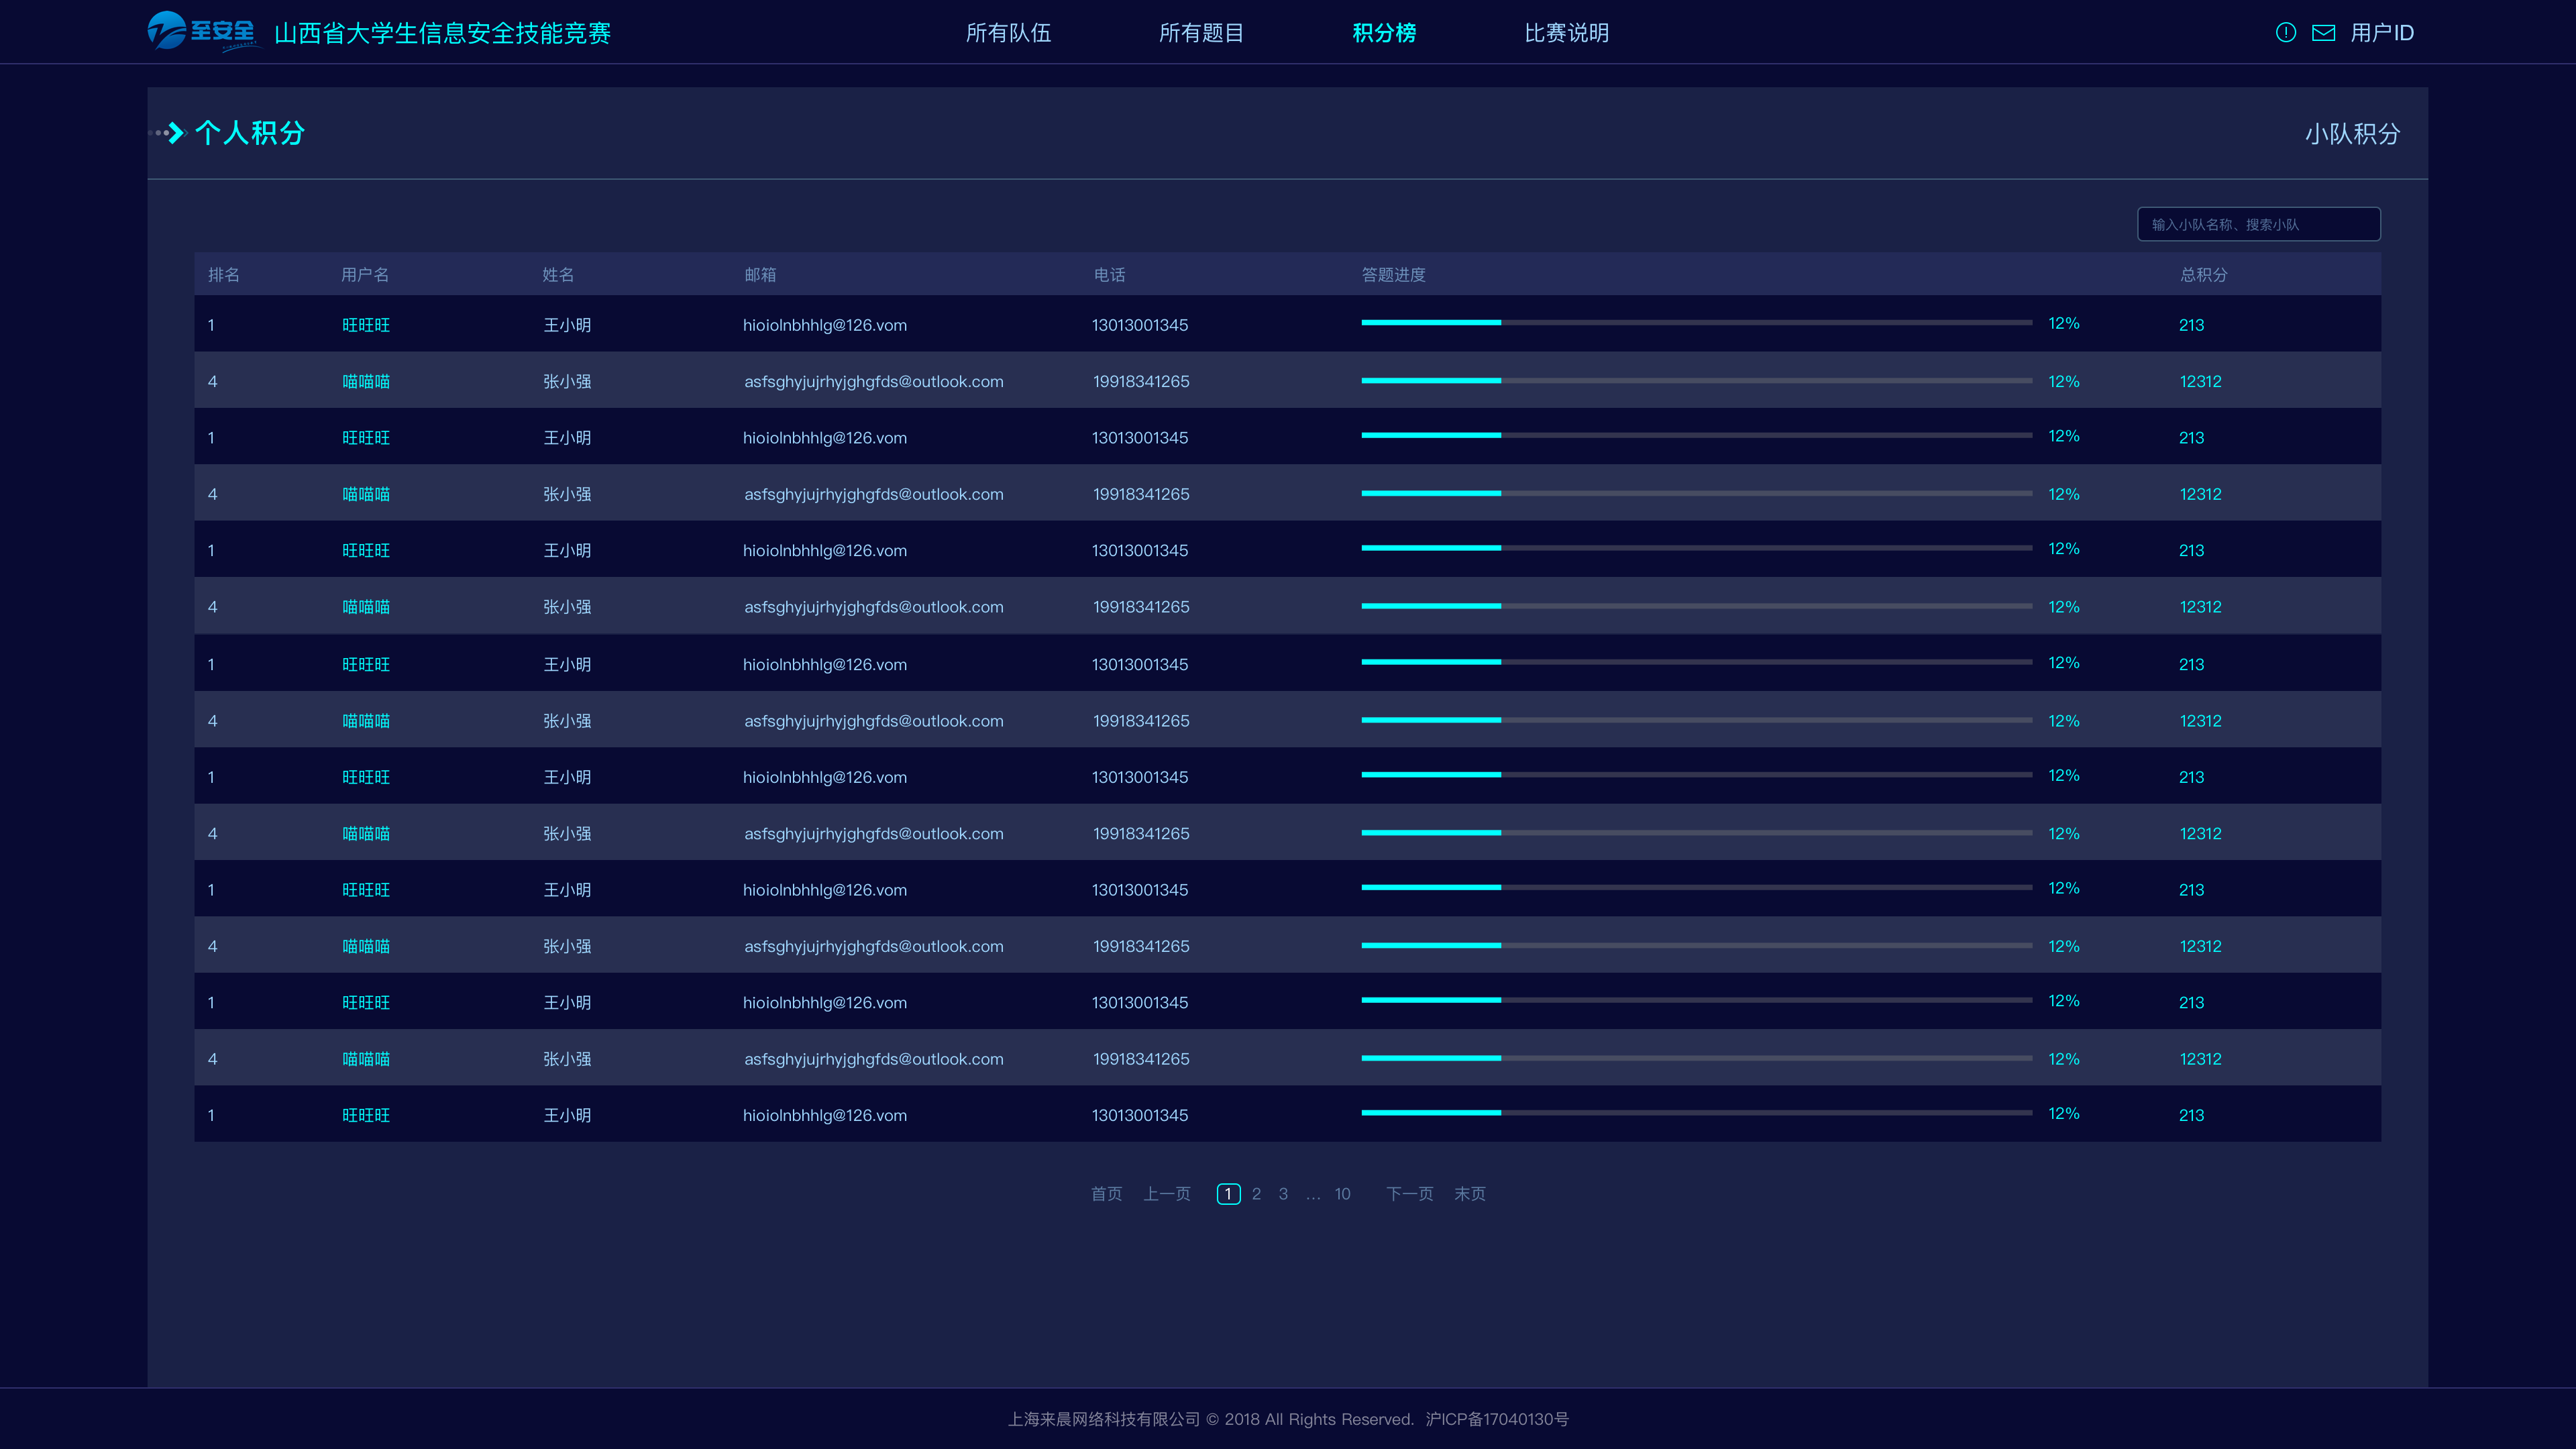 至安全 山西省大学生信息安全技能竞赛 所有队伍 所有题目 积分榜 比赛说明 用户ID
个人积分 小队积分
输入小队名称、搜索小队
排名 用户名 姓名 邮箱 电话 答题进度 总积分
1 旺旺旺 王小明 hioiolnbhhlg@126.vom 13013001345 12% 213
4 喵喵喵 张小强 asfsghyjujrhyjghgfds@outlook.com 19918341265 12% 12312
1 旺旺旺 王小明 hioiolnbhhlg@126.vom 13013001345 12% 213
4 喵喵喵 张小强 asfsghyjujrhyjghgfds@outlook.com 19918341265 12% 12312
1 旺旺旺 王小明 hioiolnbhhlg@126.vom 13013001345 12% 213
4 喵喵喵 张小强 asfsghyjujrhyjghgfds@outlook.com 19918341265 12% 12312
1 旺旺旺 王小明 hioiolnbhhlg@126.vom 13013001345 12% 213
4 喵喵喵 张小强 asfsghyjujrhyjghgfds@outlook.com 19918341265 12% 12312
1 旺旺旺 王小明 hioiolnbhhlg@126.vom 13013001345 12% 213
4 喵喵喵 张小强 asfsghyjujrhyjghgfds@outlook.com 19918341265 12% 12312
1 旺旺旺 王小明 hioiolnbhhlg@126.vom 13013001345 12% 213
4 喵喵喵 张小强 asfsghyjujrhyjghgfds@outlook.com 19918341265 12% 12312
1 旺旺旺 王小明 hioiolnbhhlg@126.vom 13013001345 12% 213
4 喵喵喵 张小强 asfsghyjujrhyjghgfds@outlook.com 19918341265 12% 12312
1 旺旺旺 王小明 hioiolnbhhlg@126.vom 13013001345 12% 213
首页 上一页 1 2 3 ... 10 下一页 末页
上海来晨网络科技有限公司 © 2018 All Rights Reserved. 沪ICP备17040130号